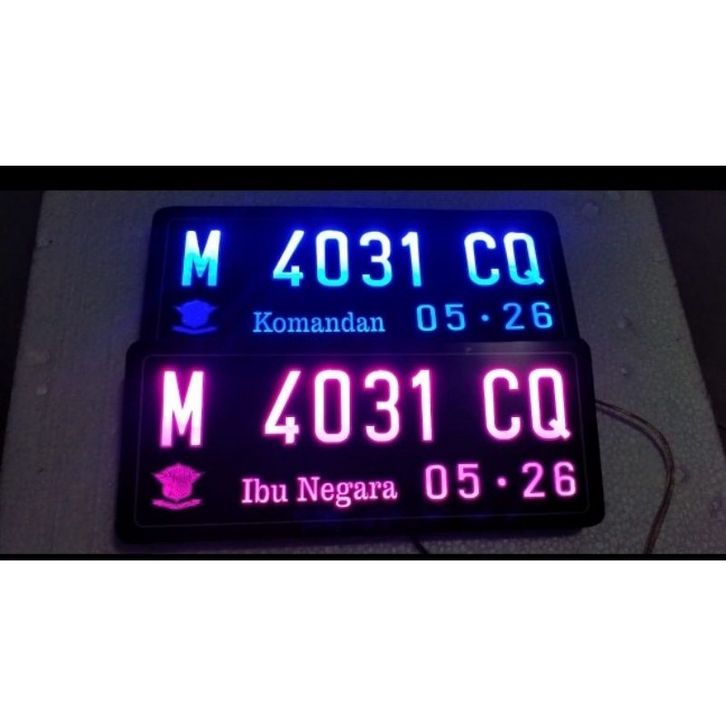 M 4031 CQ
Komandan 05·26
M 4031 CQ
Ibu Negara 05·26